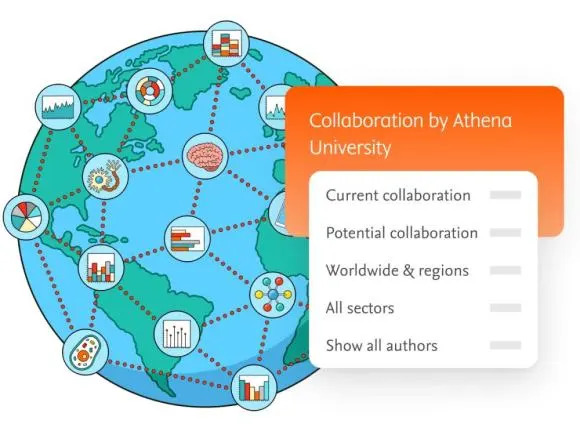 Collaboration by Athena
University
Current collaboration
Potential collaboration
Worldwide & regions
All sectors
Show all authors